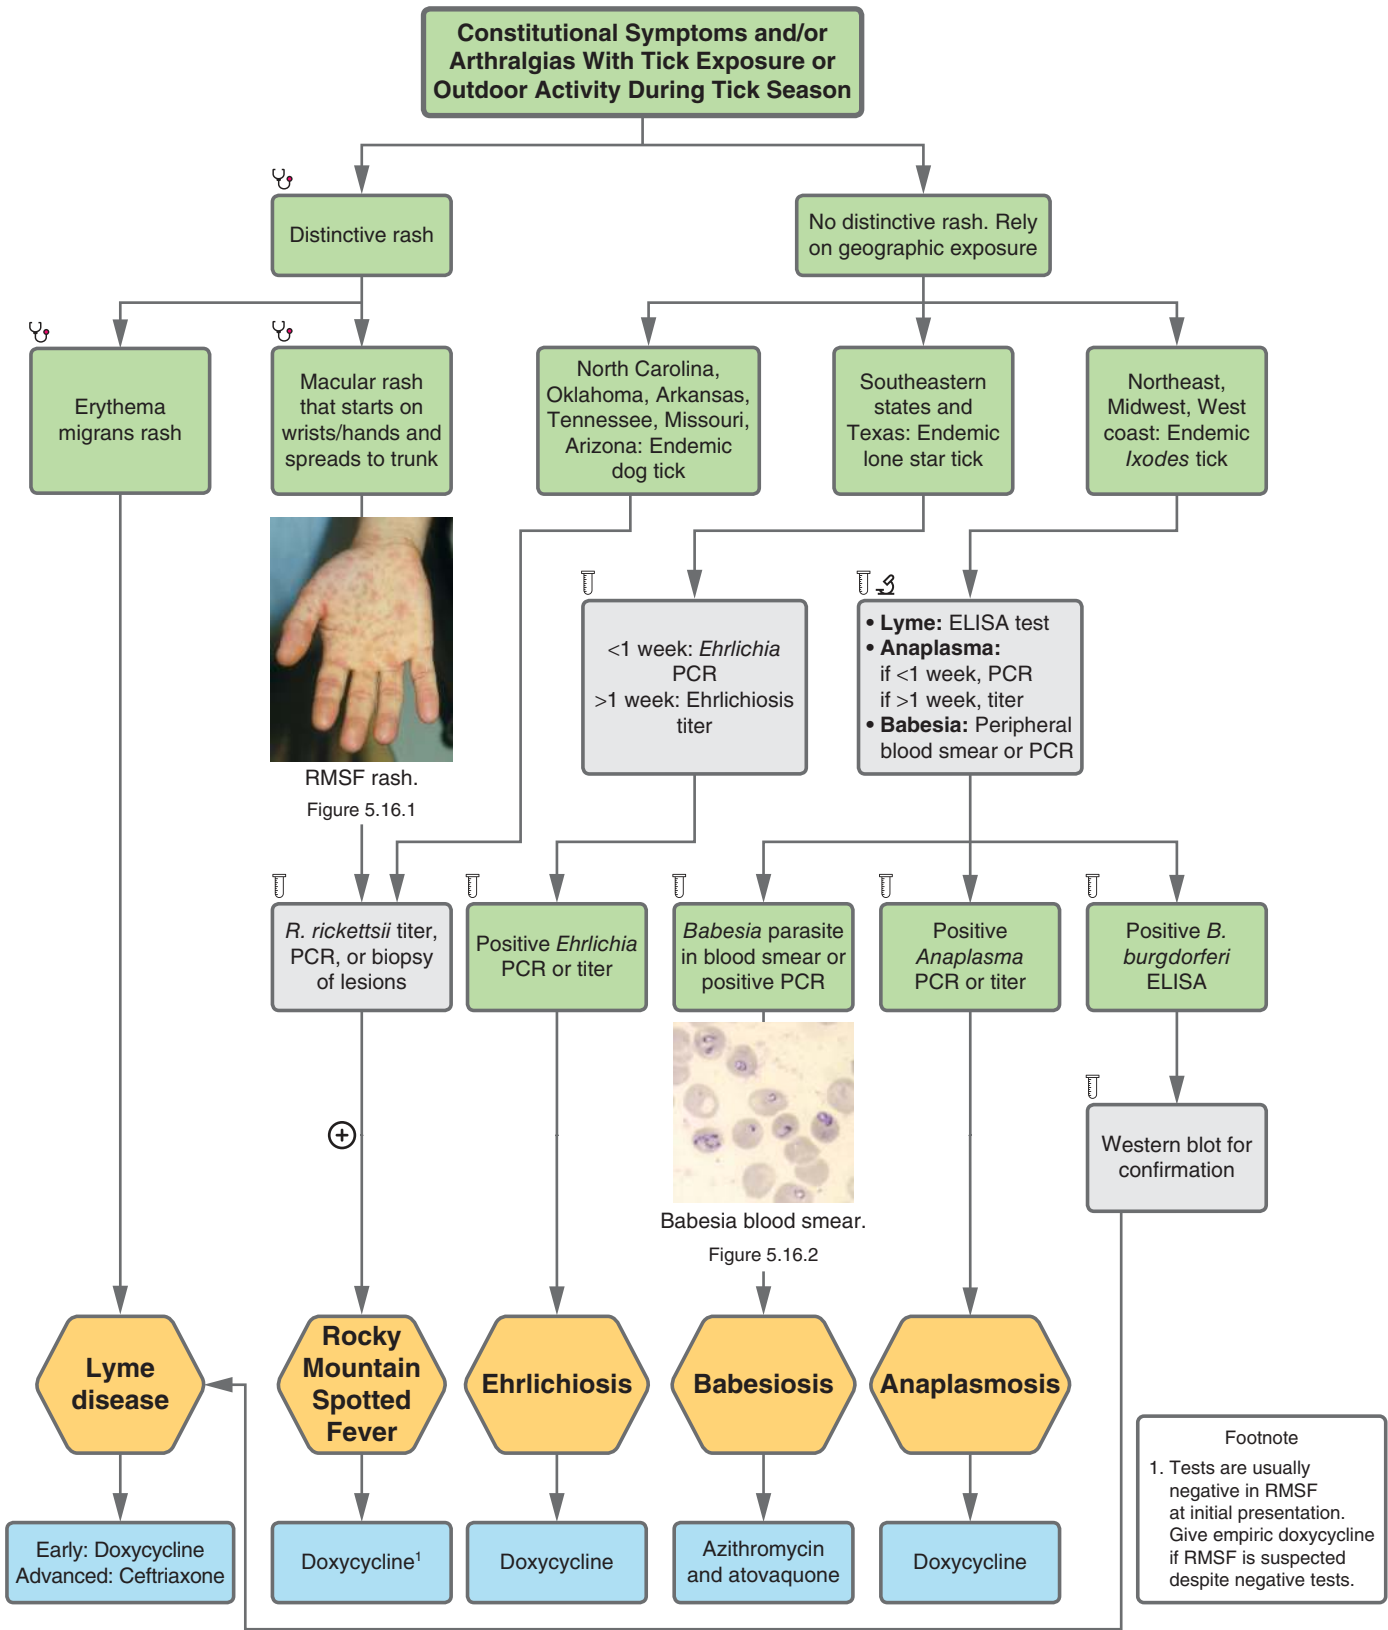 Constitutional Symptoms and/or
Arthralgias With Tick Exposure or
Outdoor Activity During Tick Season
Distinctive rash
No distinctive rash. Rely
on geographic exposure
Erythema
migrans rash
Macular rash
that starts on
wrists/hands and
spreads to trunk
North Carolina,
Oklahoma, Arkansas,
Tennessee, Missouri,
Arizona: Endemic
dog tick
Southeastern
states and
Texas: Endemic
lone star tick
Northeast,
Midwest, West
coast: Endemic
Ixodes tick
RMSF rash.
Figure 5.16.1
<1 week: Ehrlichia
PCR
>1 week: Ehrlichiosis
titer
• Lyme: ELISA test
• Anaplasma:
if <1 week, PCR
if >1 week, titer
• Babesia: Peripheral
blood smear or PCR
R. rickettsii titer,
PCR, or biopsy
of lesions
Positive Ehrlichia
PCR or titer
Babesia parasite
in blood smear or
positive PCR
Positive
Anaplasma
PCR or titer
Positive B.
burgdorferi
ELISA
Babesia blood smear.
Figure 5.16.2
Western blot for
confirmation
Lyme
disease
Rocky
Mountain
Spotted
Fever
Ehrlichiosis
Babesiosis
Anaplasmosis
Early: Doxycycline
Advanced: Ceftriaxone
Doxycycline1
Doxycycline
Azithromycin
and atovaquone
Doxycycline
Footnote
1. Tests are usually
negative in RMSF
at initial presentation.
Give empiric doxycycline
if RMSF is suspected
despite negative tests.